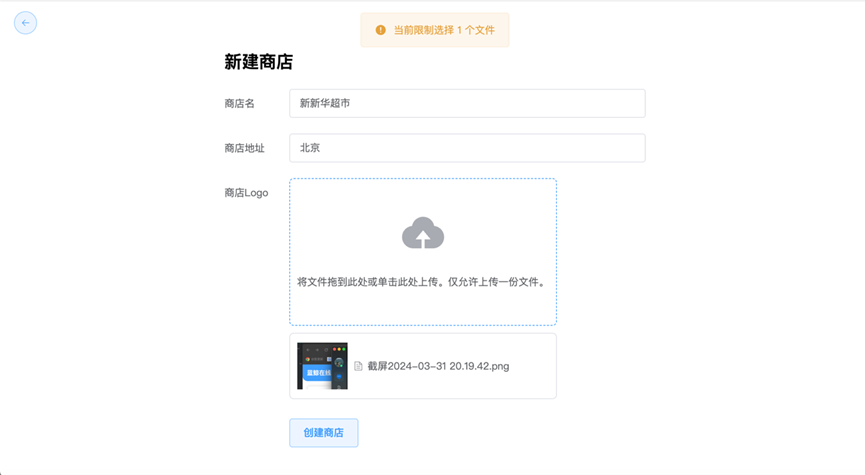 当前限制选择 1 个文件
新建商店
商店名
新新华超市
商店地址
北京
商店Logo
将文件拖到此处或单击此处上传。仅允许上传一份文件。
截屏2024-03-31 20.19.42.png
创建商店